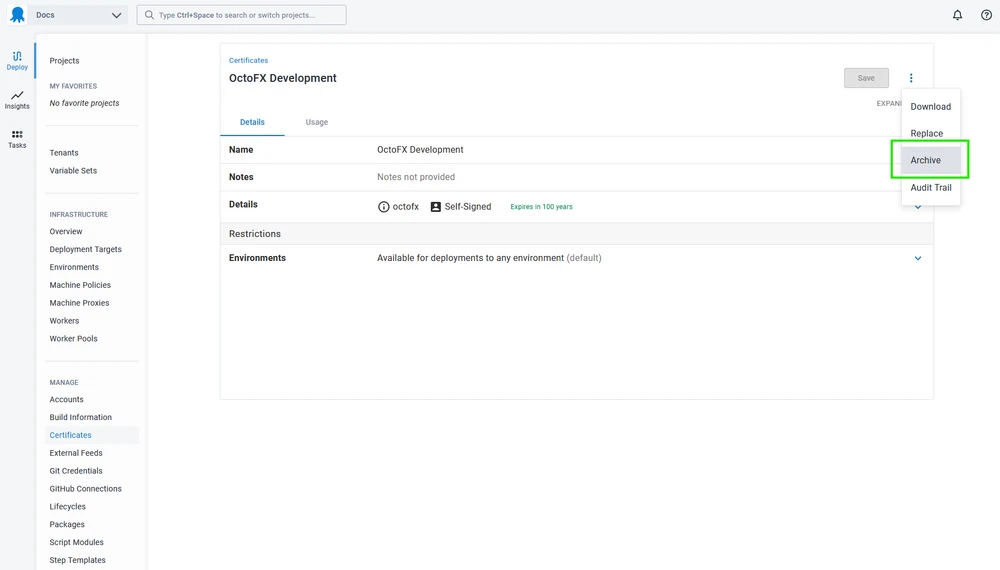 Docs
Type Ctrl+Space to search or switch projects...
Deploy
Insights
Tasks
Projects
MY FAVORITES
No favorite projects
Tenants
Variable Sets
INFRASTRUCTURE
Overview
Deployment Targets
Environments
Machine Policies
Machine Proxies
Workers
Worker Pools
MANAGE
Accounts
Build Information
Certificates
External Feeds
Git Credentials
GitHub Connections
Lifecycles
Packages
Script Modules
Step Templates
Certificates
OctoFX Development
Save
Download
Replace
Archive
Audit Trail
Details Usage
Name OctoFX Development
Notes Notes not provided
Details octofx Self-Signed Expires in 100 years
Restrictions
Environments Available for deployments to any environment (default)